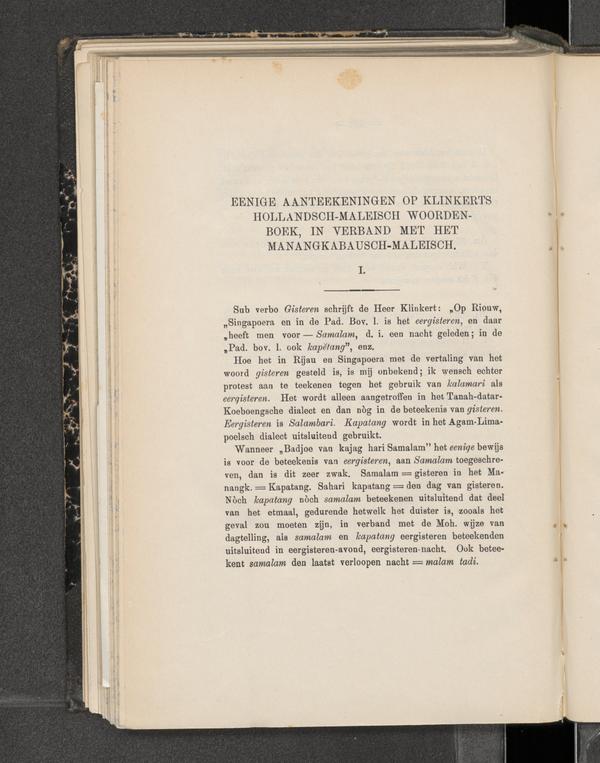 EENIGE AANTEEKENINGEN OP KLINKERTS
HOLLANDSCH-MALEISCH WOORDEN-
BOEK, IN VERBAND MET HET
MANANGKABAUSCH-MALEISCH.
I.
Sub verbo Gisteren schrijft de Heer Klinkert: „Op Riouw,
„Singapoera en in de Pad. Bov. l. is het eergisteren, en daar
„heeft men voor — Samalam, d. i. een nacht geleden; in de
„Pad. bov. l. ook kapĕtang”, enz.
Hoe het in Rijau en Singapoera met de vertaling van het
woord gisteren gesteld is, is mij onbekend; ik wensch echter
protest aan te teekenen tegen het gebruik van kalamari als
eergisteren. Het wordt alleen aangetroffen in het Tanah-datar-
Koeboengsche dialect en dan nòg in de beteekenis van gisteren.
Eergisteren is Salambari. Kapatang wordt in het Agam-Lima-
poelsch dialect uitsluitend gebruikt.
Wanneer „Badjoe van kajag hari Samalam” het eenige bewijs
is voor de beteekenis van eergisteren, aan Samalam toegeschre-
ven, dan is dit zeer zwak. Samalam = gisteren in het Ma-
nangk. = Kapatang. Sahari kapatang = den dag van gisteren.
Nòch kapatang nòch samalam beteekenen uitsluitend dat deel
van het etmaal, gedurende hetwelk het duister is, zooals het
geval zou moeten zijn, in verband met de Moh. wijze van
dagtelling, als samalam en kapatang eergisteren beteekenden
uitsluitend in eergisteren-avond, eergisteren-nacht. Ook betee-
kent samalam den laatst verloopen nacht = malam tadi.